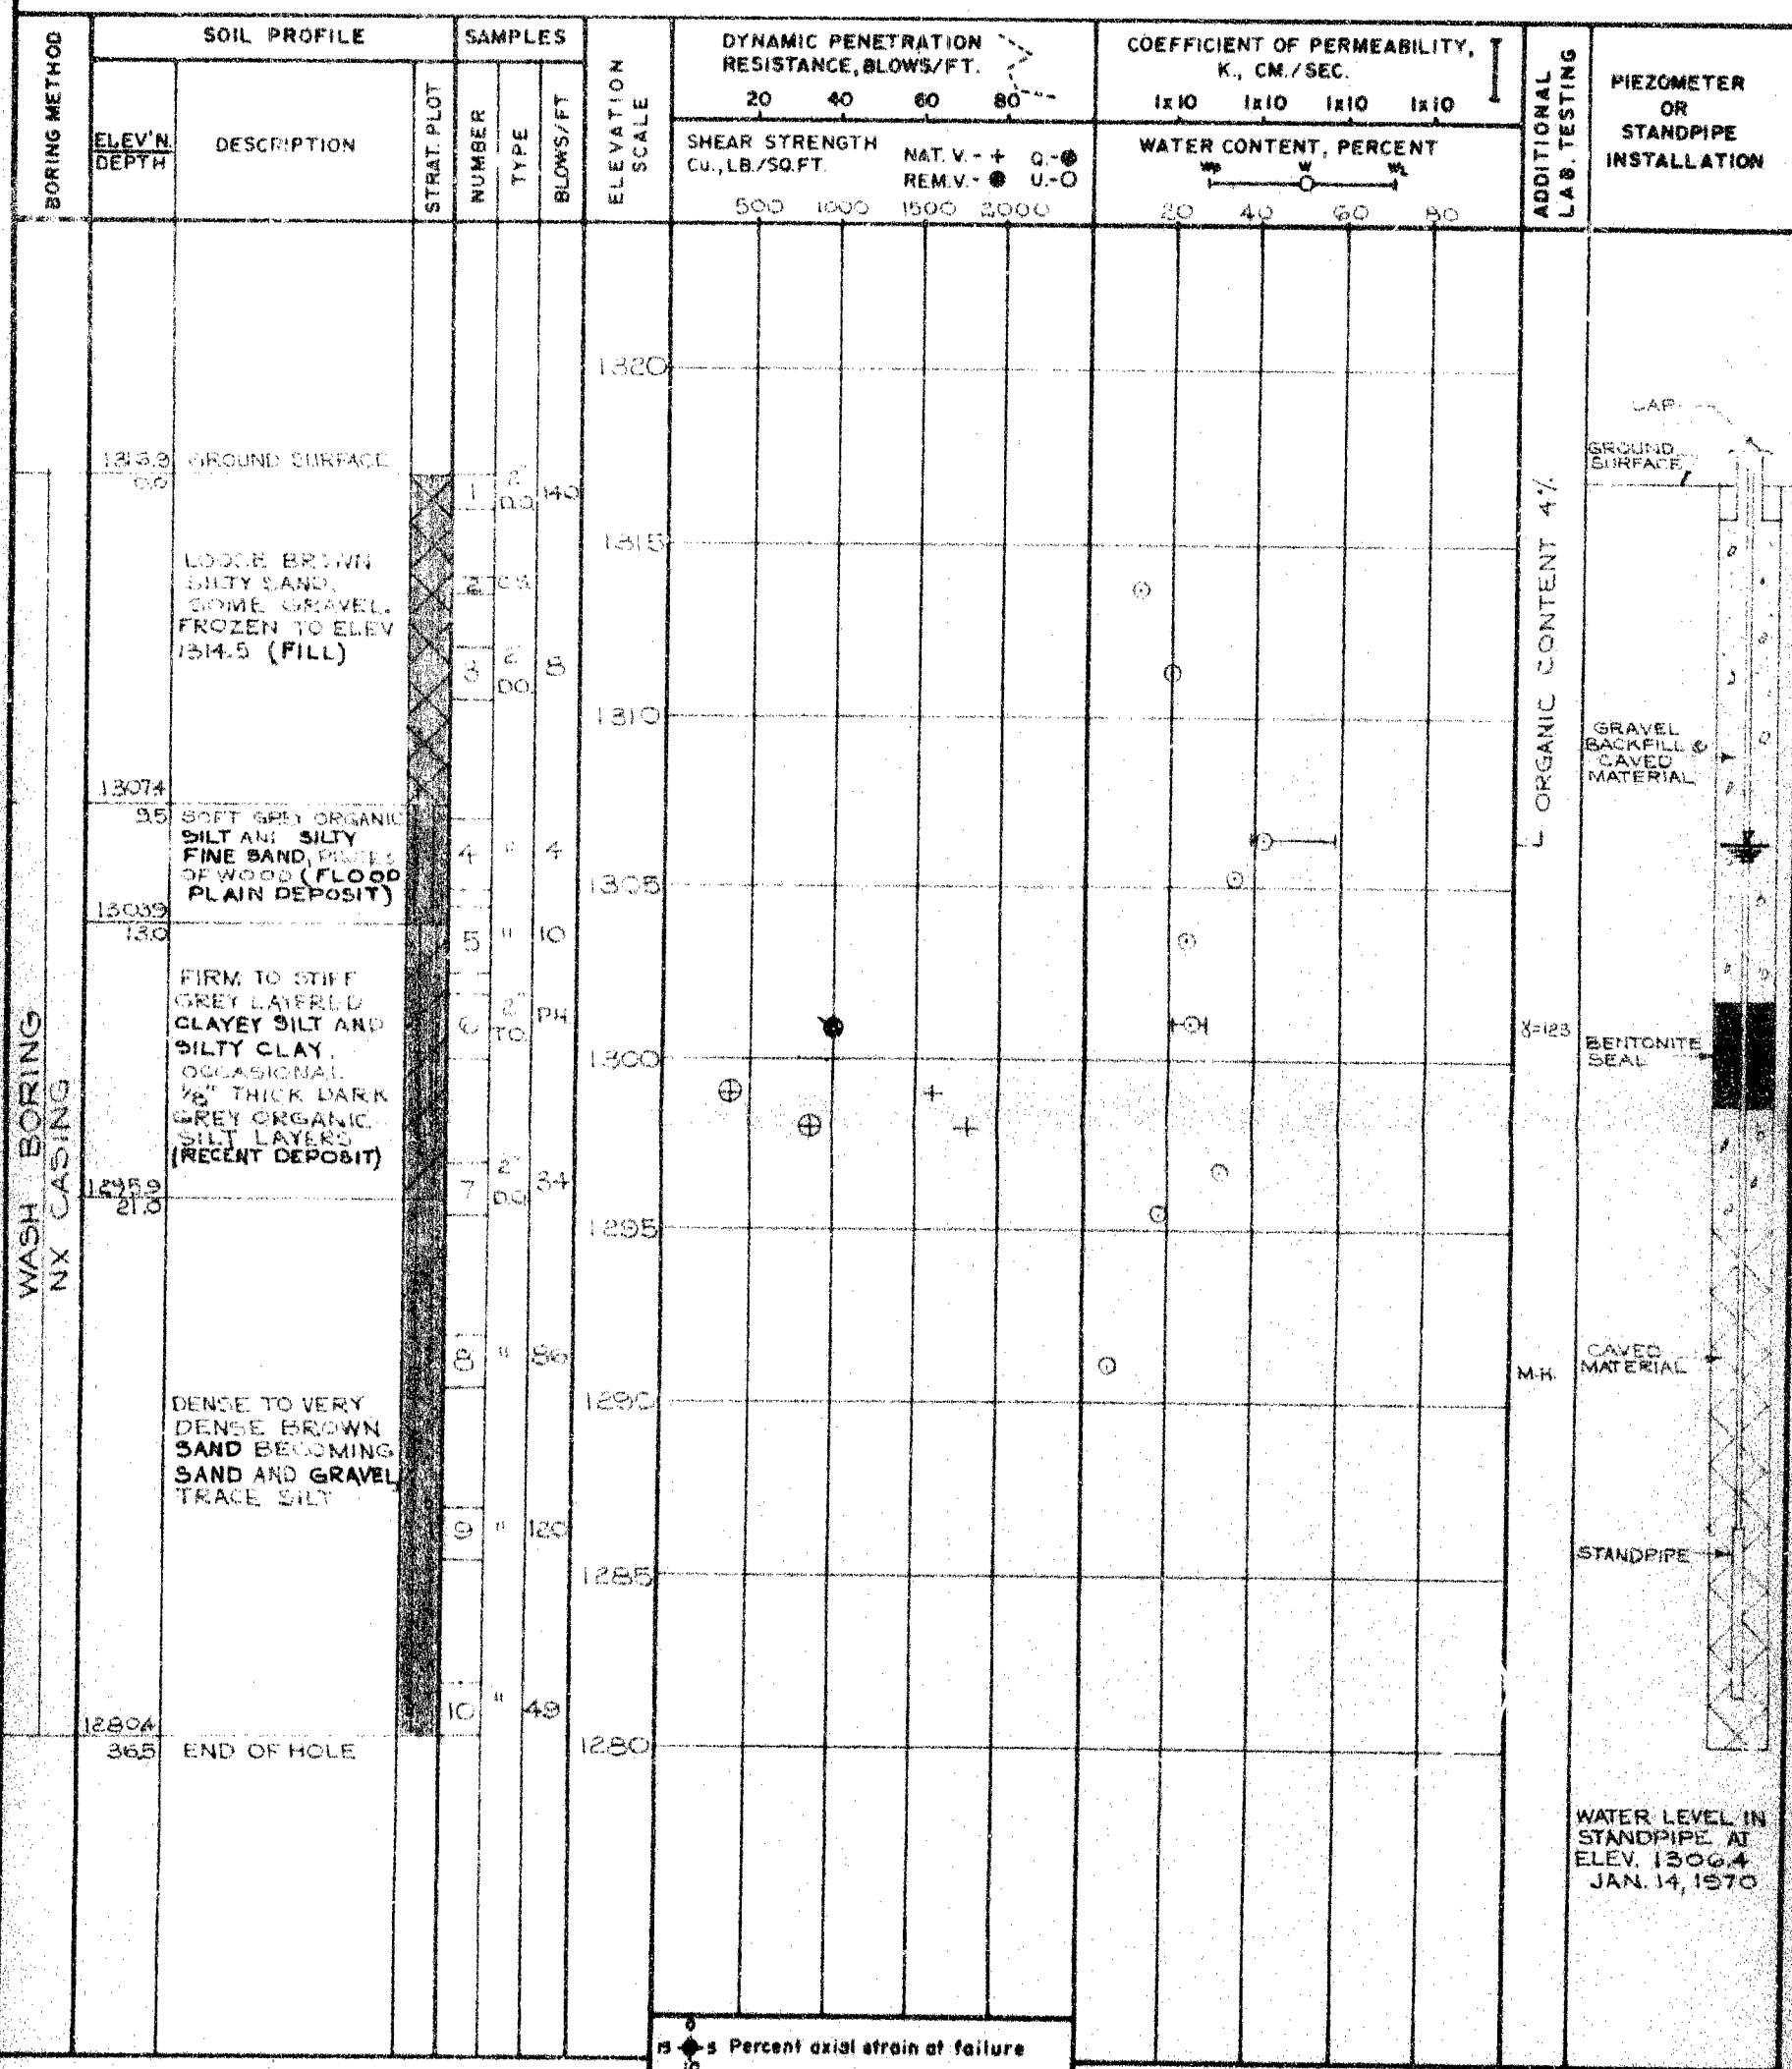 BORING METHOD
SOIL PROFILE
ELEV'N.
DEPTH
DESCRIPTION
STRAT. PLOT
SAMPLES
NUMBER
TYPE
BLOWS/FT
ELEVATION
SCALE
DYNAMIC PENETRATION
RESISTANCE, BLOWS/FT.
20 40 60 80
SHEAR STRENGTH
Cu., LB./SQ.FT.
NAT. V. - + Q. - ●
REM. V. - ● U. - O
500 1000 1500 2000
COEFFICIENT OF PERMEABILITY,
K., CM./SEC.
1x10 1x10 1x10 1x10
WATER CONTENT, PERCENT
Wp W WL
20 40 60 80
ADDITIONAL
LAB. TESTING
PIEZOMETER
OR
STANDPIPE
INSTALLATION
WASH BORING
NX CASING
GROUND SURFACE
0.0
LOOSE BROWN
SILTY SAND,
SOME GRAVEL.
FROZEN TO ELEV
1314.5 (FILL)
1307.4
9.5
SOFT GREY ORGANIC
SILT AND SILTY
FINE SAND, PIECES
OF WOOD (FLOOD
PLAIN DEPOSIT)
1303.9
13.0
FIRM TO STIFF
GREY LAYERED
CLAYEY SILT AND
SILTY CLAY,
OCCASIONAL
1/8" THICK DARK
GREY ORGANIC
SILT LAYERS
(RECENT DEPOSIT)
21.0
DENSE TO VERY
DENSE BROWN
SAND BECOMING
SAND AND GRAVEL
TRACE SILT
1280.4
36.5
END OF HOLE
1 2" D.O. 140
2 C.S.
3 2" D.O. 8
4 " 4
5 " 10
6 2" T.O. PH
7 2" D.O. 34
8 " 86
9 " 120
10 " 49
1320
1315
1310
1305
1300
1295
1290
1285
1280
ORGANIC CONTENT 4%
γ=123
M.H.
CAP
GROUND
SURFACE
GRAVEL
BACKFILL &
CAVED
MATERIAL
BENTONITE
SEAL
CAVED
MATERIAL
STANDPIPE
WATER LEVEL IN
STANDPIPE AT
ELEV. 1306.4
JAN. 14, 1970
0
15 5 Percent axial strain at failure
10